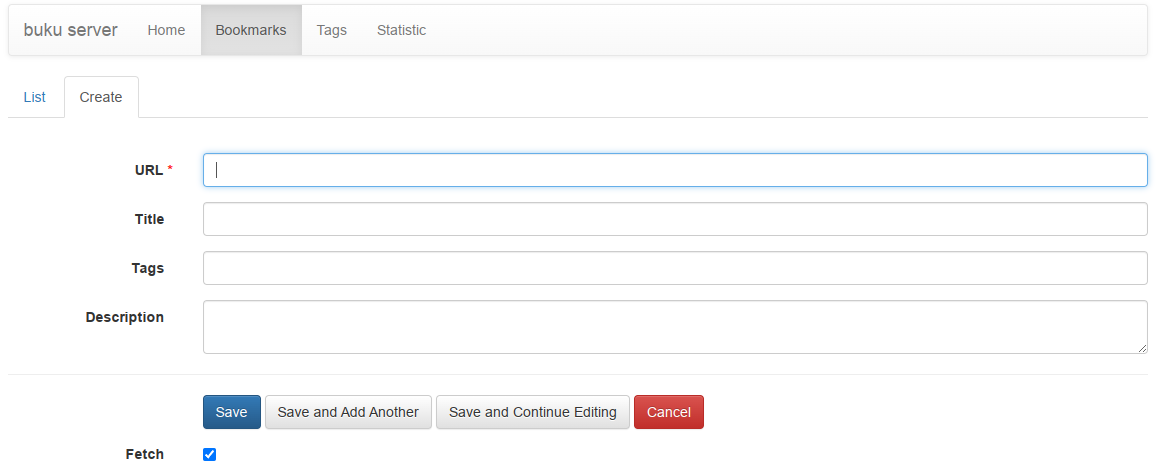 buku server Home Bookmarks Tags Statistic
List Create
URL *
Title
Tags
Description
Save Save and Add Another Save and Continue Editing Cancel
Fetch